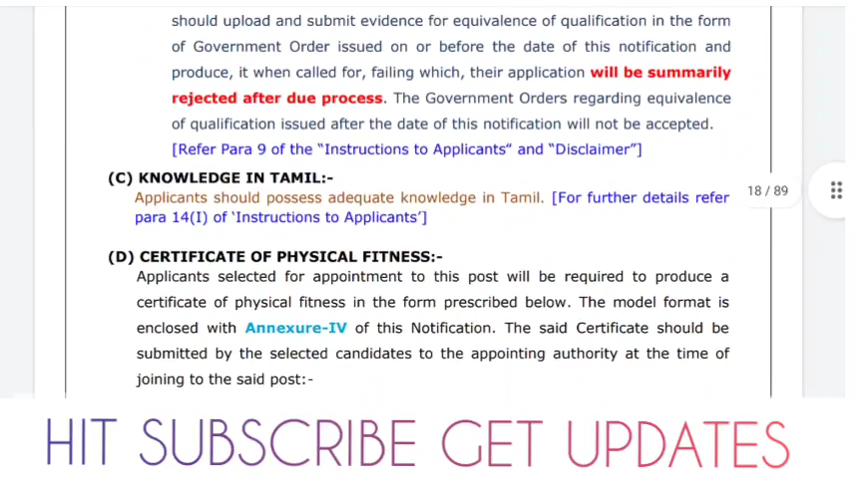 should upload and submit evidence for equivalence of qualification in the form
of Government Order issued on or before the date of this notification and
produce, it when called for, failing which, their application will be summarily
rejected after due process. The Government Orders regarding equivalence
of qualification issued after the date of this notification will not be accepted.
[Refer Para 9 of the "Instructions to Applicants" and "Disclaimer"]
(C) KNOWLEDGE IN TAMIL:-
Applicants should possess adequate knowledge in Tamil. [For further details refer
para 14(I) of 'Instructions to Applicants']
18 / 89
(D) CERTIFICATE OF PHYSICAL FITNESS:-
Applicants selected for appointment to this post will be required to produce a
certificate of physical fitness in the form prescribed below. The model format is
enclosed with Annexure-IV of this Notification. The said Certificate should be
submitted by the selected candidates to the appointing authority at the time of
joining to the said post:-
HIT SUBSCRIBE GET UPDATES